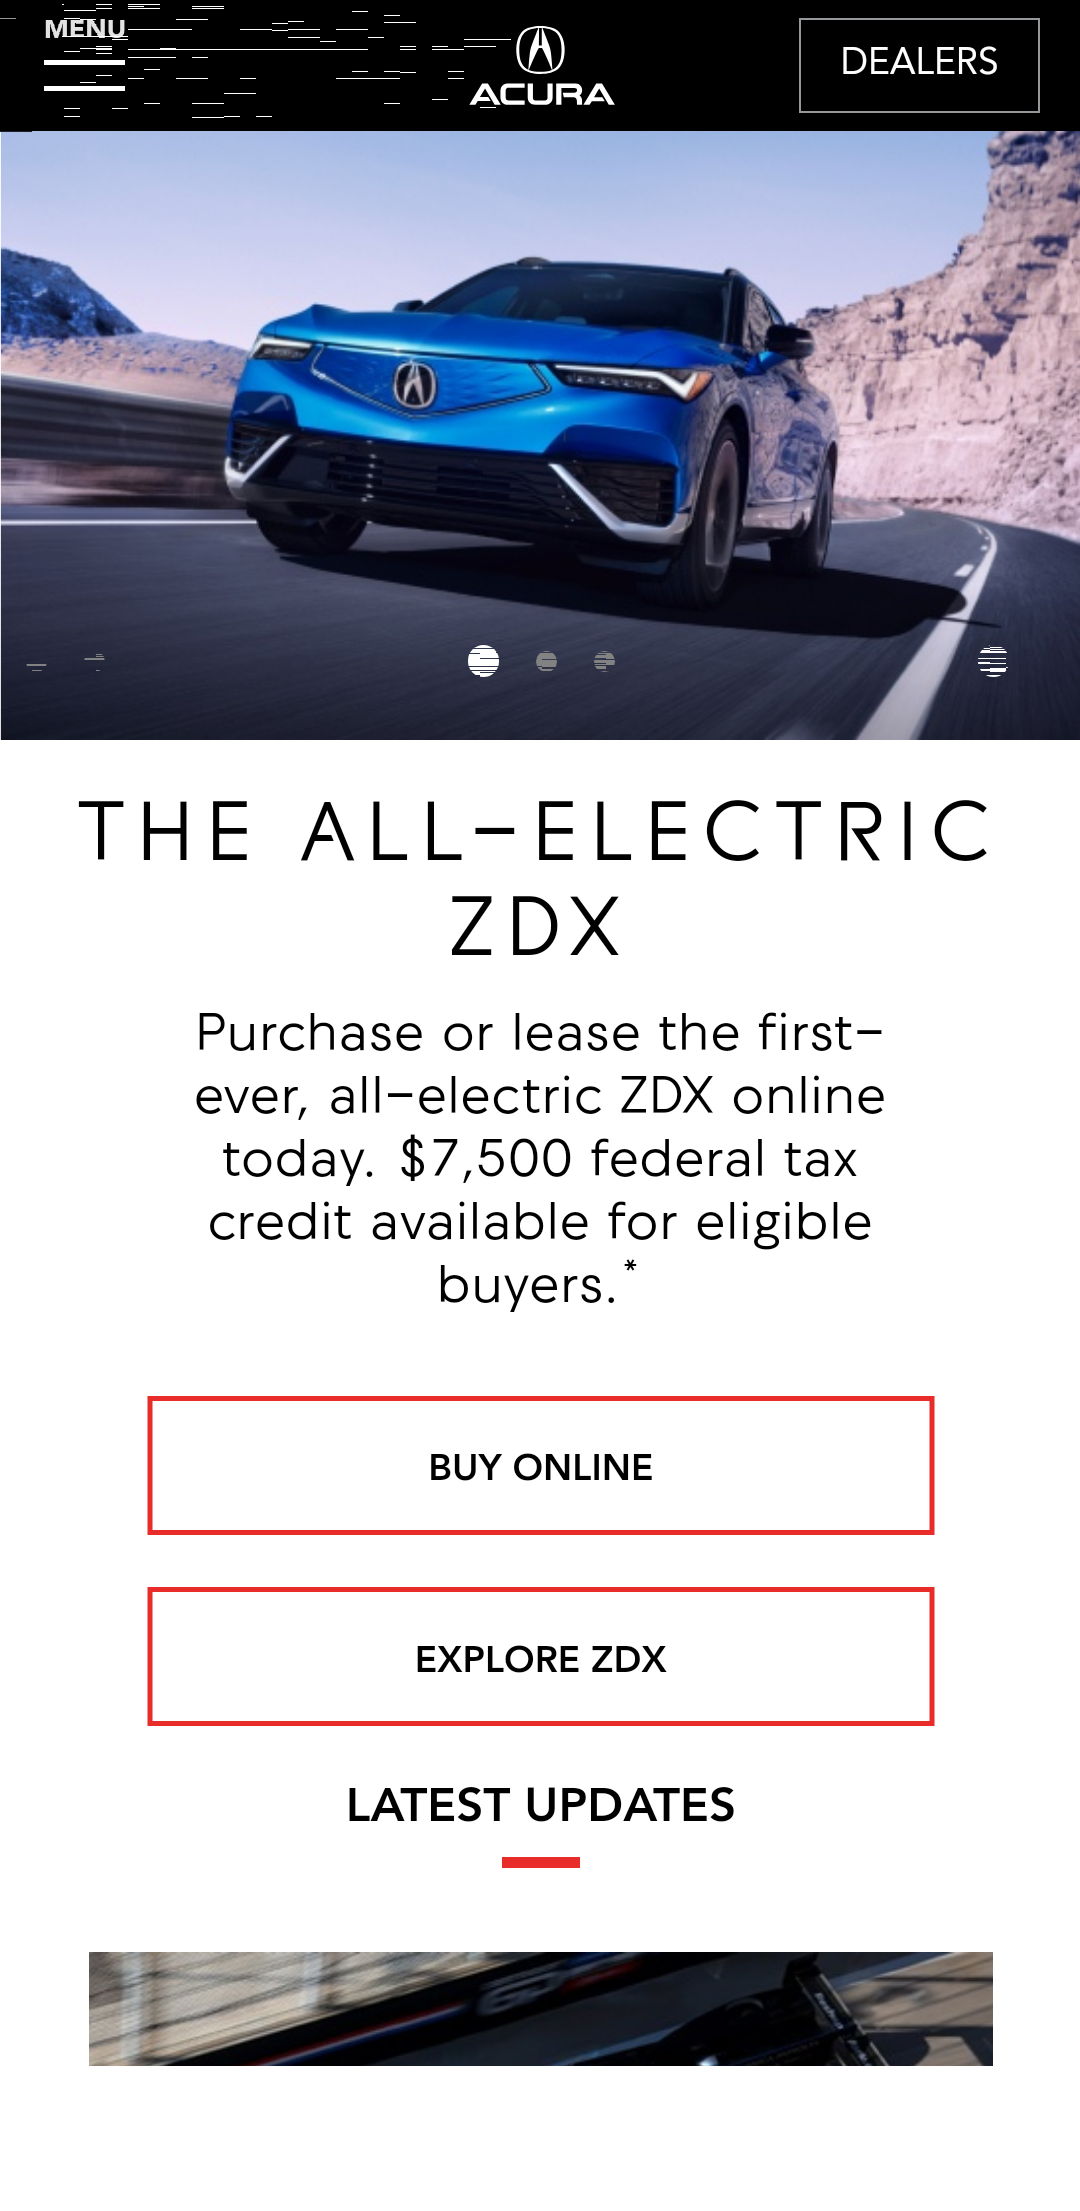 MENU
ACURA
DEALERS
THE ALL-ELECTRIC
ZDX
Purchase or lease the first-
ever, all-electric ZDX online
today. $7,500 federal tax
credit available for eligible
buyers.*
BUY ONLINE
EXPLORE ZDX
LATEST UPDATES